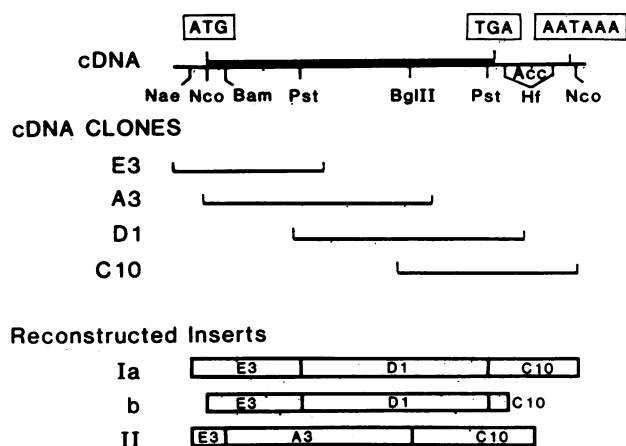 ATG TGA AATAAA
cDNA
Acc
Nae Nco Bam Pst BglII Pst Hf Nco
cDNA CLONES
E3
A3
D1
C10
Reconstructed Inserts
Ia E3 D1 C10
b E3 D1 C10
II E3 A3 C10